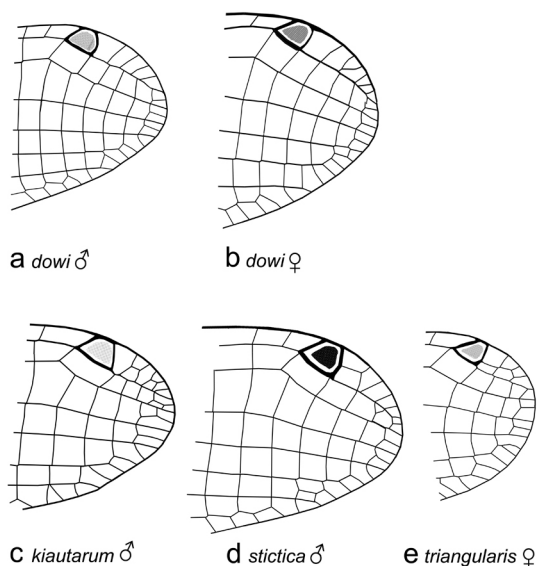 a dowi ♂ b dowi ♀
c kiautarum ♂ d stictica ♂ e triangularis ♀